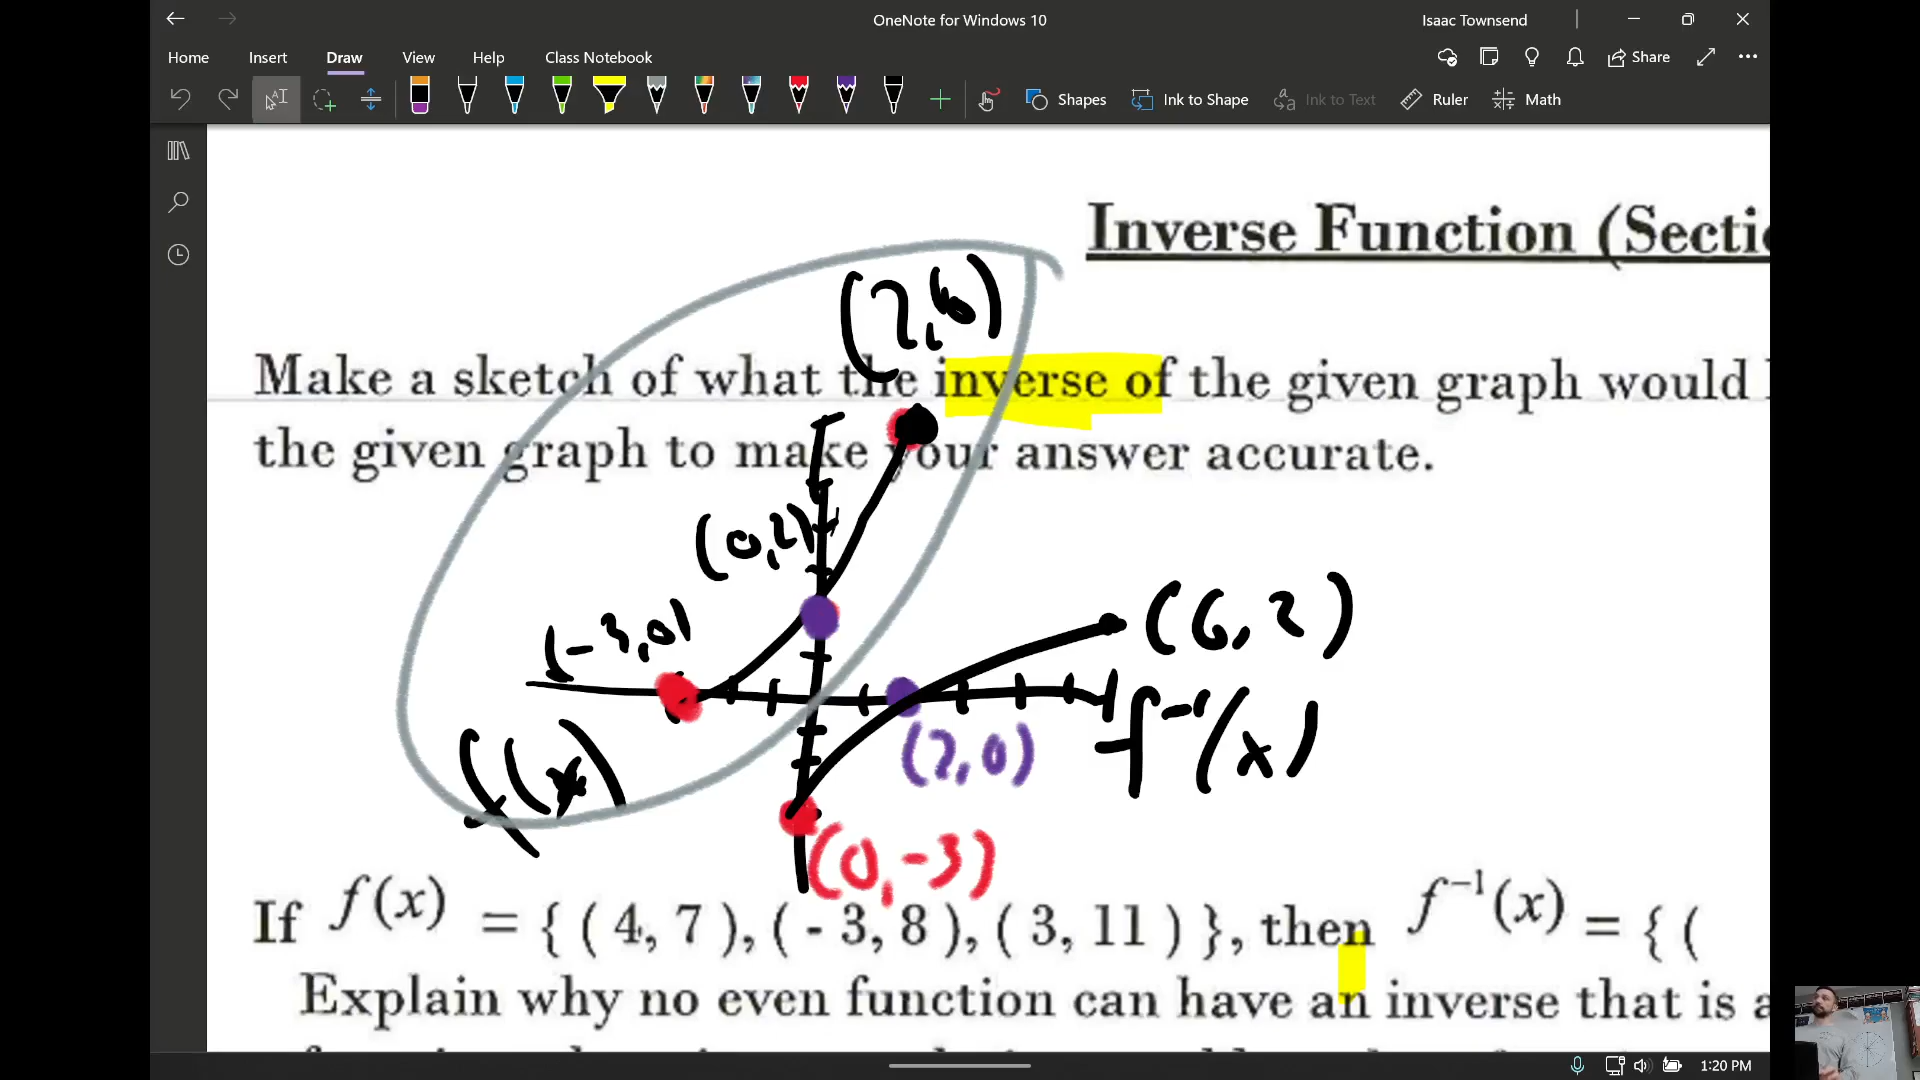 OneNote for Windows 10
Isaac Townsend
Home Insert Draw View Help Class Notebook
Share
Shapes Ink to Shape Ink to Text Ruler Math
Inverse Function (Secti
(2,6)
Make a sketch of what the inverse of the given graph would
the given graph to make your answer accurate.
(0,2)
(-3,0)
(6,2)
f(x)
(2,0)
f⁻¹(x)
(0,-3)
If f(x) = { ( 4, 7 ), ( - 3, 8 ), ( 3, 11 ) }, then f⁻¹(x) = { (
Explain why no even function can have an inverse that is a
1:20 PM